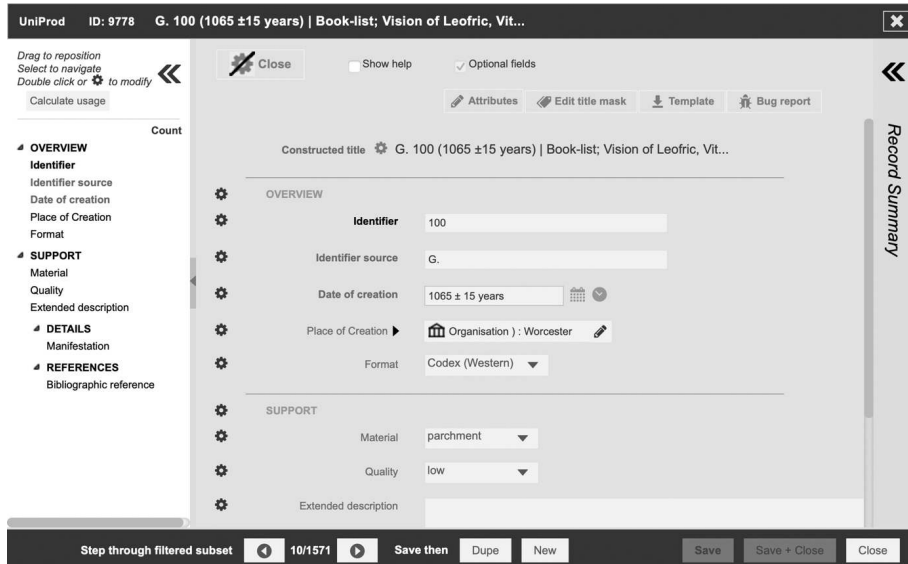 UniProd ID: 9778 G. 100 (1065 ±15 years) | Book-list; Vision of Leofric, Vit...
Drag to reposition
Select to navigate
Double click or to modify
Calculate usage
Count
OVERVIEW
Identifier
Identifier source
Date of creation
Place of Creation
Format
SUPPORT
Material
Quality
Extended description
DETAILS
Manifestation
REFERENCES
Bibliographic reference
Close Show help Optional fields
Attributes Edit title mask Template Bug report
Constructed title G. 100 (1065 ±15 years) | Book-list; Vision of Leofric, Vit...
OVERVIEW
Identifier 100
Identifier source G.
Date of creation 1065 ± 15 years
Place of Creation Organisation ) : Worcester
Format Codex (Western)
SUPPORT
Material parchment
Quality low
Extended description
Record Summary
Step through filtered subset 10/1571 Save then Dupe New Save Save + Close Close